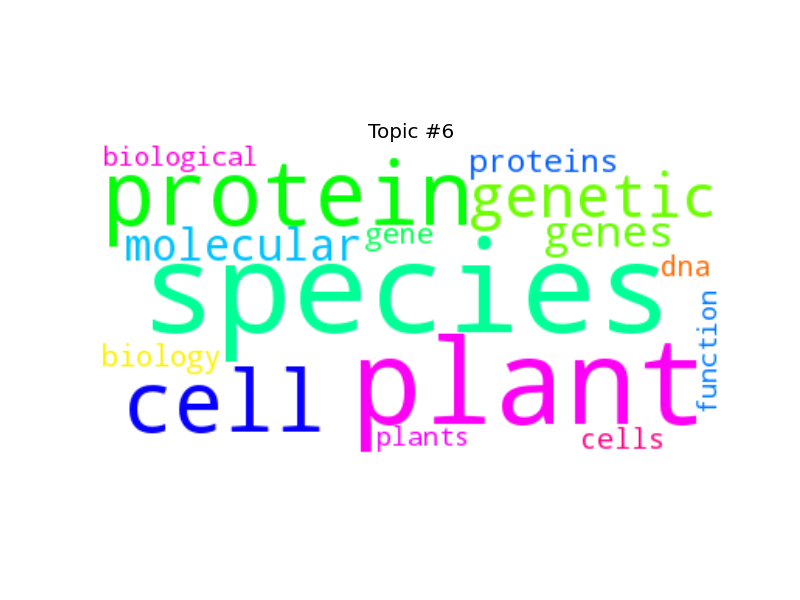 Topic #6
biological
proteins
protein
genetic
genes
gene
molecular
dna
species
function
biology
plant
cell
plants
cells